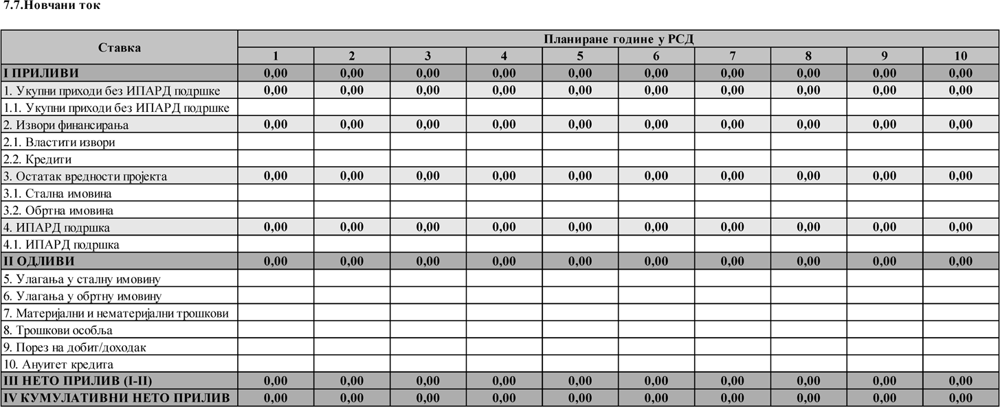 7.7.Новчани ток
Ставка Планиране године у РСД
1 2 3 4 5 6 7 8 9 10
I ПРИЛИВИ 0,00 0,00 0,00 0,00 0,00 0,00 0,00 0,00 0,00 0,00
1. Укупни приходи без ИПАРД подршке 0,00 0,00 0,00 0,00 0,00 0,00 0,00 0,00 0,00 0,00
1.1. Укупни приходи без ИПАРД подршке
2. Извори финансирања 0,00 0,00 0,00 0,00 0,00 0,00 0,00 0,00 0,00 0,00
2.1. Властити извори
2.2. Кредити
3. Остатак вредности пројекта 0,00 0,00 0,00 0,00 0,00 0,00 0,00 0,00 0,00 0,00
3.1. Стална имовина
3.2. Обртна имовина
4. ИПАРД подршка 0,00 0,00 0,00 0,00 0,00 0,00 0,00 0,00 0,00 0,00
4.1. ИПАРД подршка
II ОДЛИВИ 0,00 0,00 0,00 0,00 0,00 0,00 0,00 0,00 0,00 0,00
5. Улагања у сталну имовину
6. Улагања у обртну имовину
7. Материјални и нематеријални трошкови
8. Трошкови особља
9. Порез на добит/доходак
10. Ануитет кредита
III НЕТО ПРИЛИВ (I-II) 0,00 0,00 0,00 0,00 0,00 0,00 0,00 0,00 0,00 0,00
IV КУМУЛАТИВНИ НЕТО ПРИЛИВ 0,00 0,00 0,00 0,00 0,00 0,00 0,00 0,00 0,00 0,00